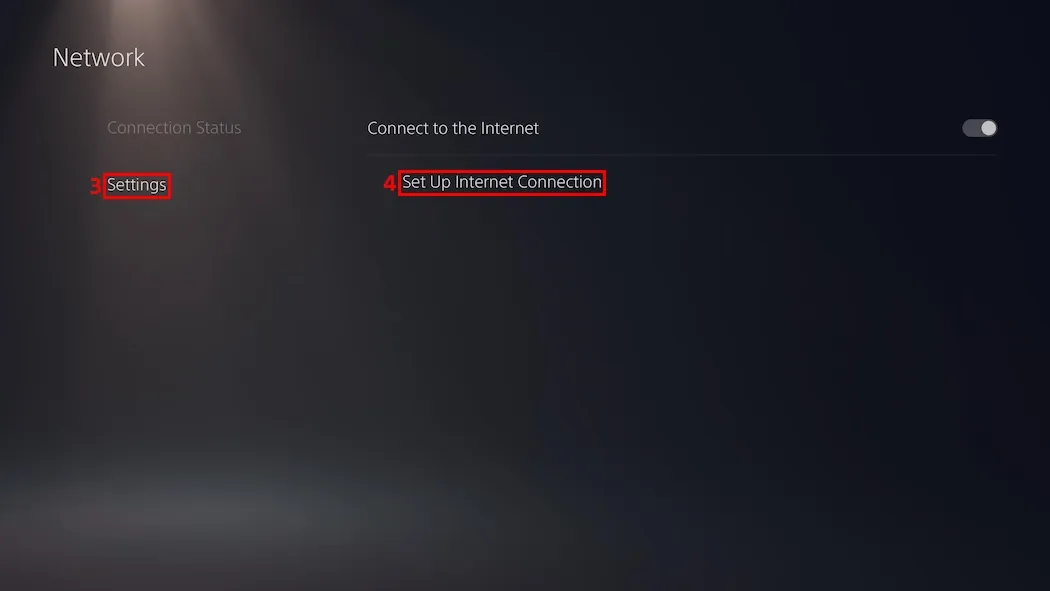 Network
Connection Status
Connect to the Internet
3 Settings
4 Set Up Internet Connection